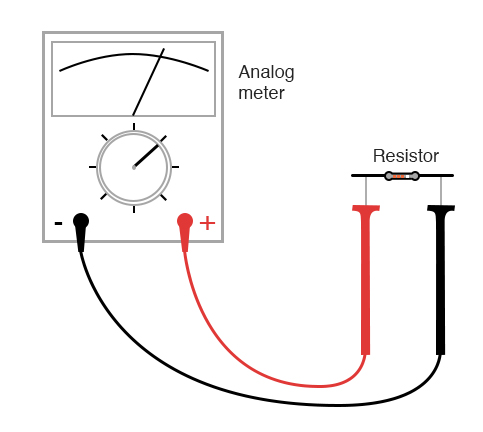 Analog
meter
Resistor
- +